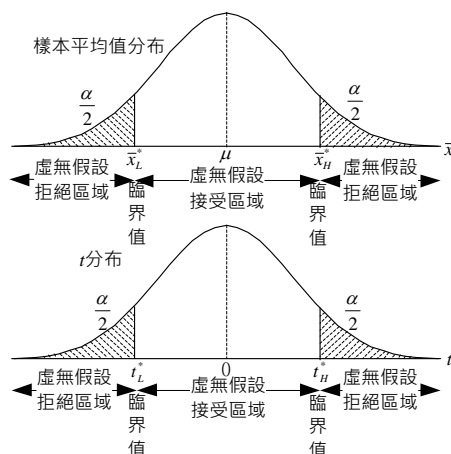 樣本平均值分布
α/2
α/2
x̄*L
μ
x̄*H
x̄
虛無假設
拒絕區域
臨界值
虛無假設
接受區域
臨界值
虛無假設
拒絕區域
t分布
α/2
α/2
t*L
0
t*H
t
虛無假設
拒絕區域
臨界值
虛無假設
接受區域
臨界值
虛無假設
拒絕區域